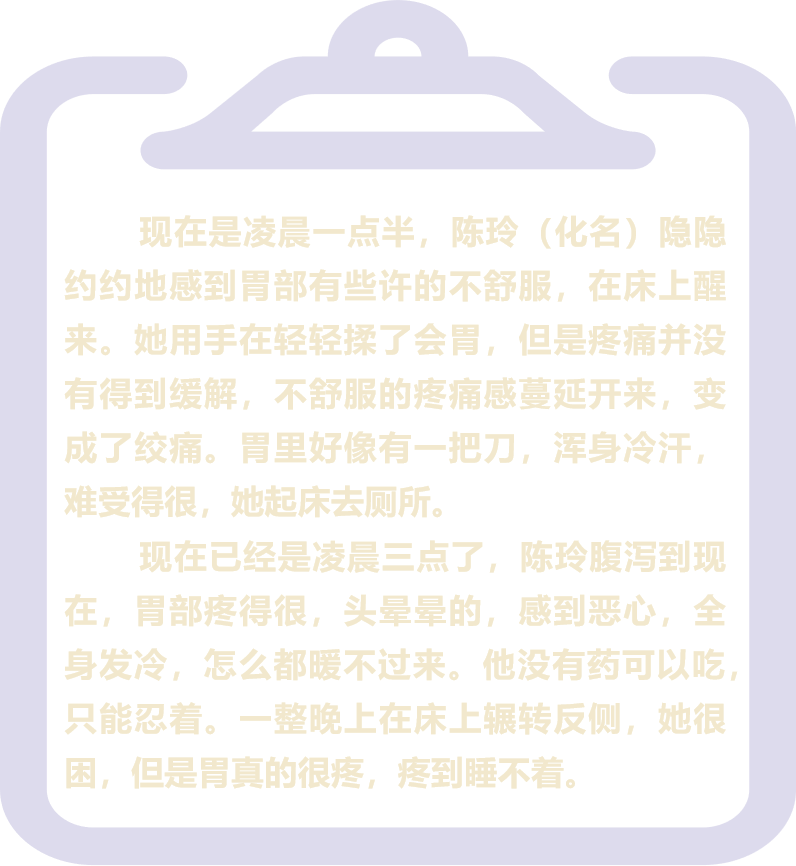 现在是凌晨一点半，陈玲（化名）隐隐
约约地感到胃部有些许的不舒服，在床上醒
来。她用手在轻轻揉了会胃，但是疼痛并没
有得到缓解，不舒服的疼痛感蔓延开来，变
成了绞痛。胃里好像有一把刀，浑身冷汗，
难受得很，她起床去厕所。
现在已经是凌晨三点了，陈玲腹泻到现
在，胃部疼得很，头晕晕的，感到恶心，全
身发冷，怎么都暖不过来。他没有药可以吃，
只能忍着。一整晚上在床上辗转反侧，她很
困，但是胃真的很疼，疼到睡不着。